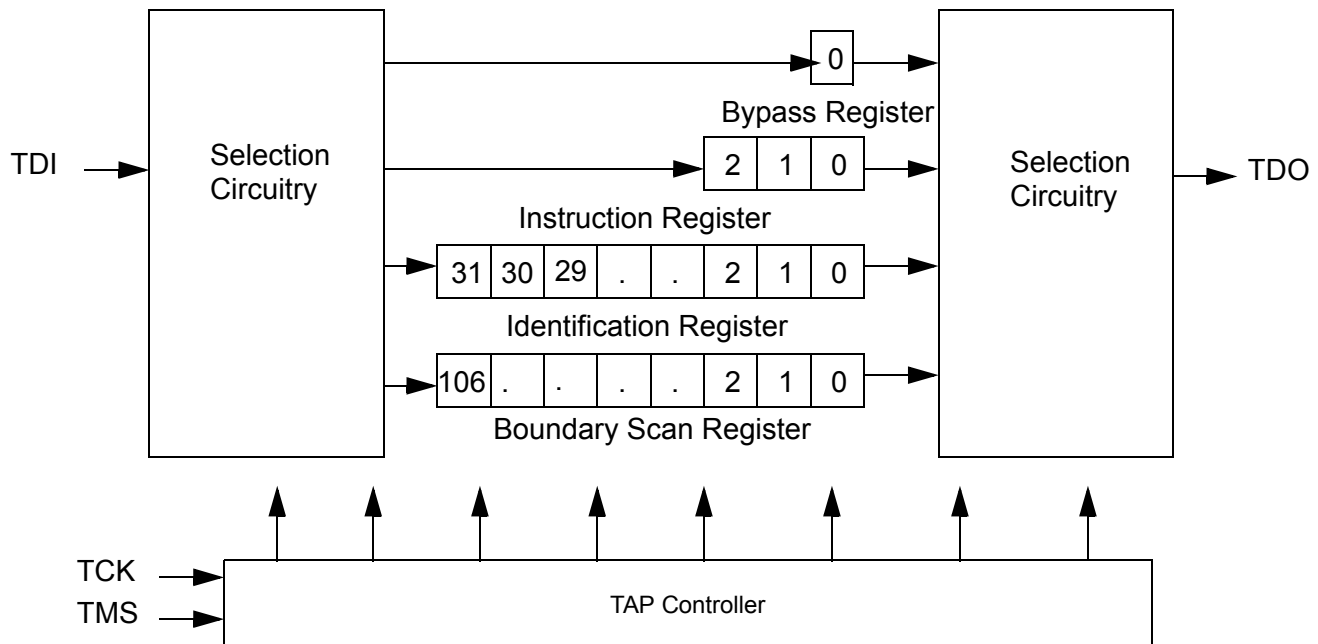 0
Bypass Register
TDI
Selection
Circuitry
2 1 0
Selection
Circuitry
TDO
Instruction Register
31 30 29 . . 2 1 0
Identification Register
106 . . . . 2 1 0
Boundary Scan Register
TCK
TMS
TAP Controller